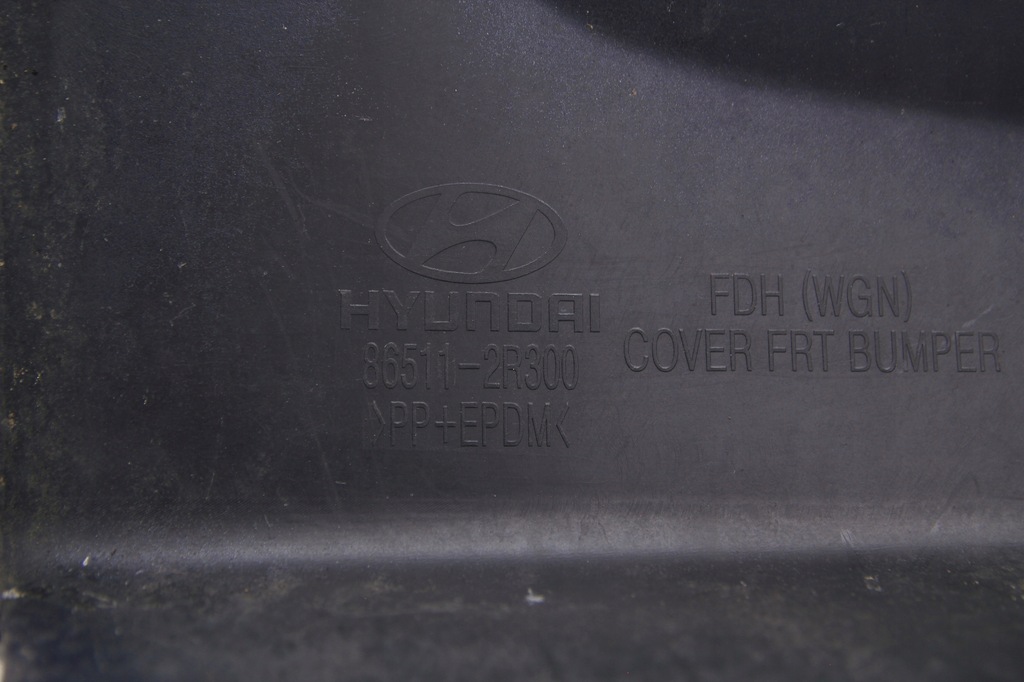 HYUNDAI
86511-2R300
>PP+EPDM<
FDH (WGN)
COVER FRT BUMPER